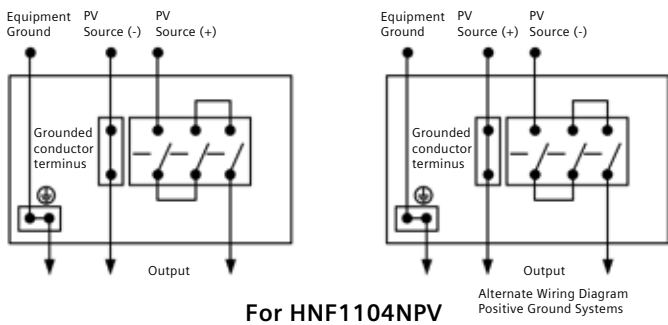 Equipment Ground
PV Source (-)
PV Source (+)
Grounded conductor terminus
Output
Equipment Ground
PV Source (+)
PV Source (-)
Grounded conductor terminus
Output
Alternate Wiring Diagram
Positive Ground Systems
For HNF1104NPV